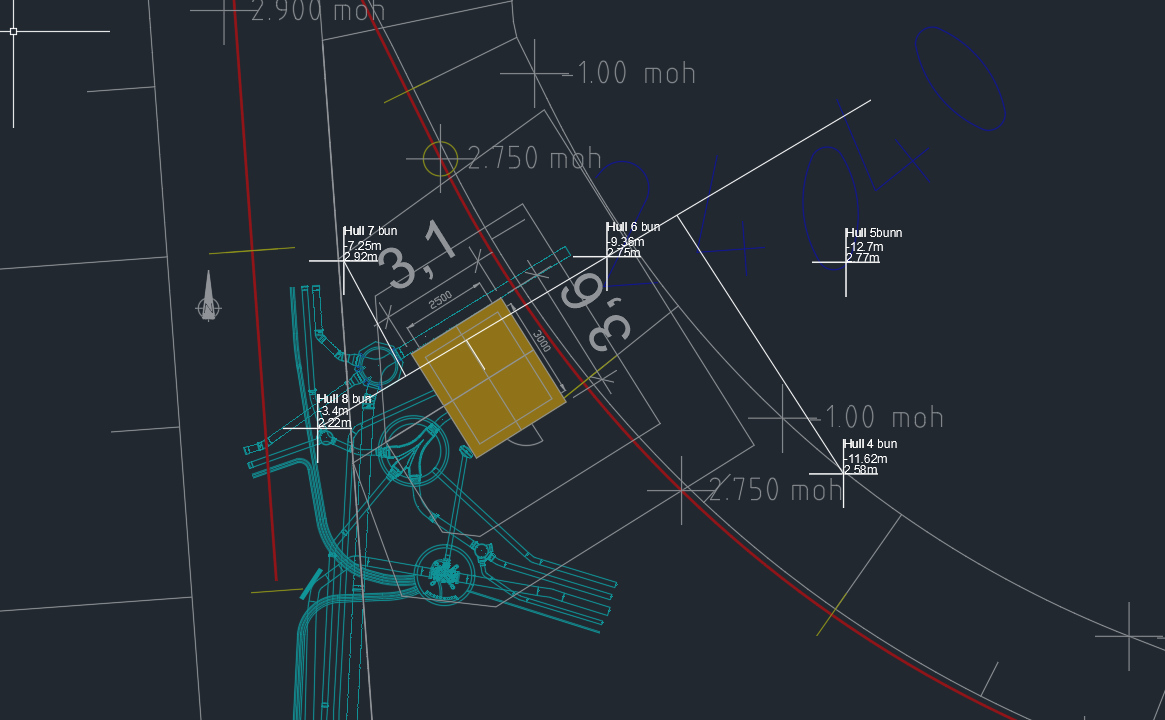 2.900 moh
-1.00 moh
2.750 moh
Hull 7 bun
-7.25m
2.92m
3,1
2500
Hull 6 bun
-9.36m
2.75m
Hull 5bunn
-12.7m
2.77m
9,3
3000
Hull 8 bun
-3.4m
2.22m
-1.00 moh
Hull 4 bun
-11.62m
2.58m
2.750 moh